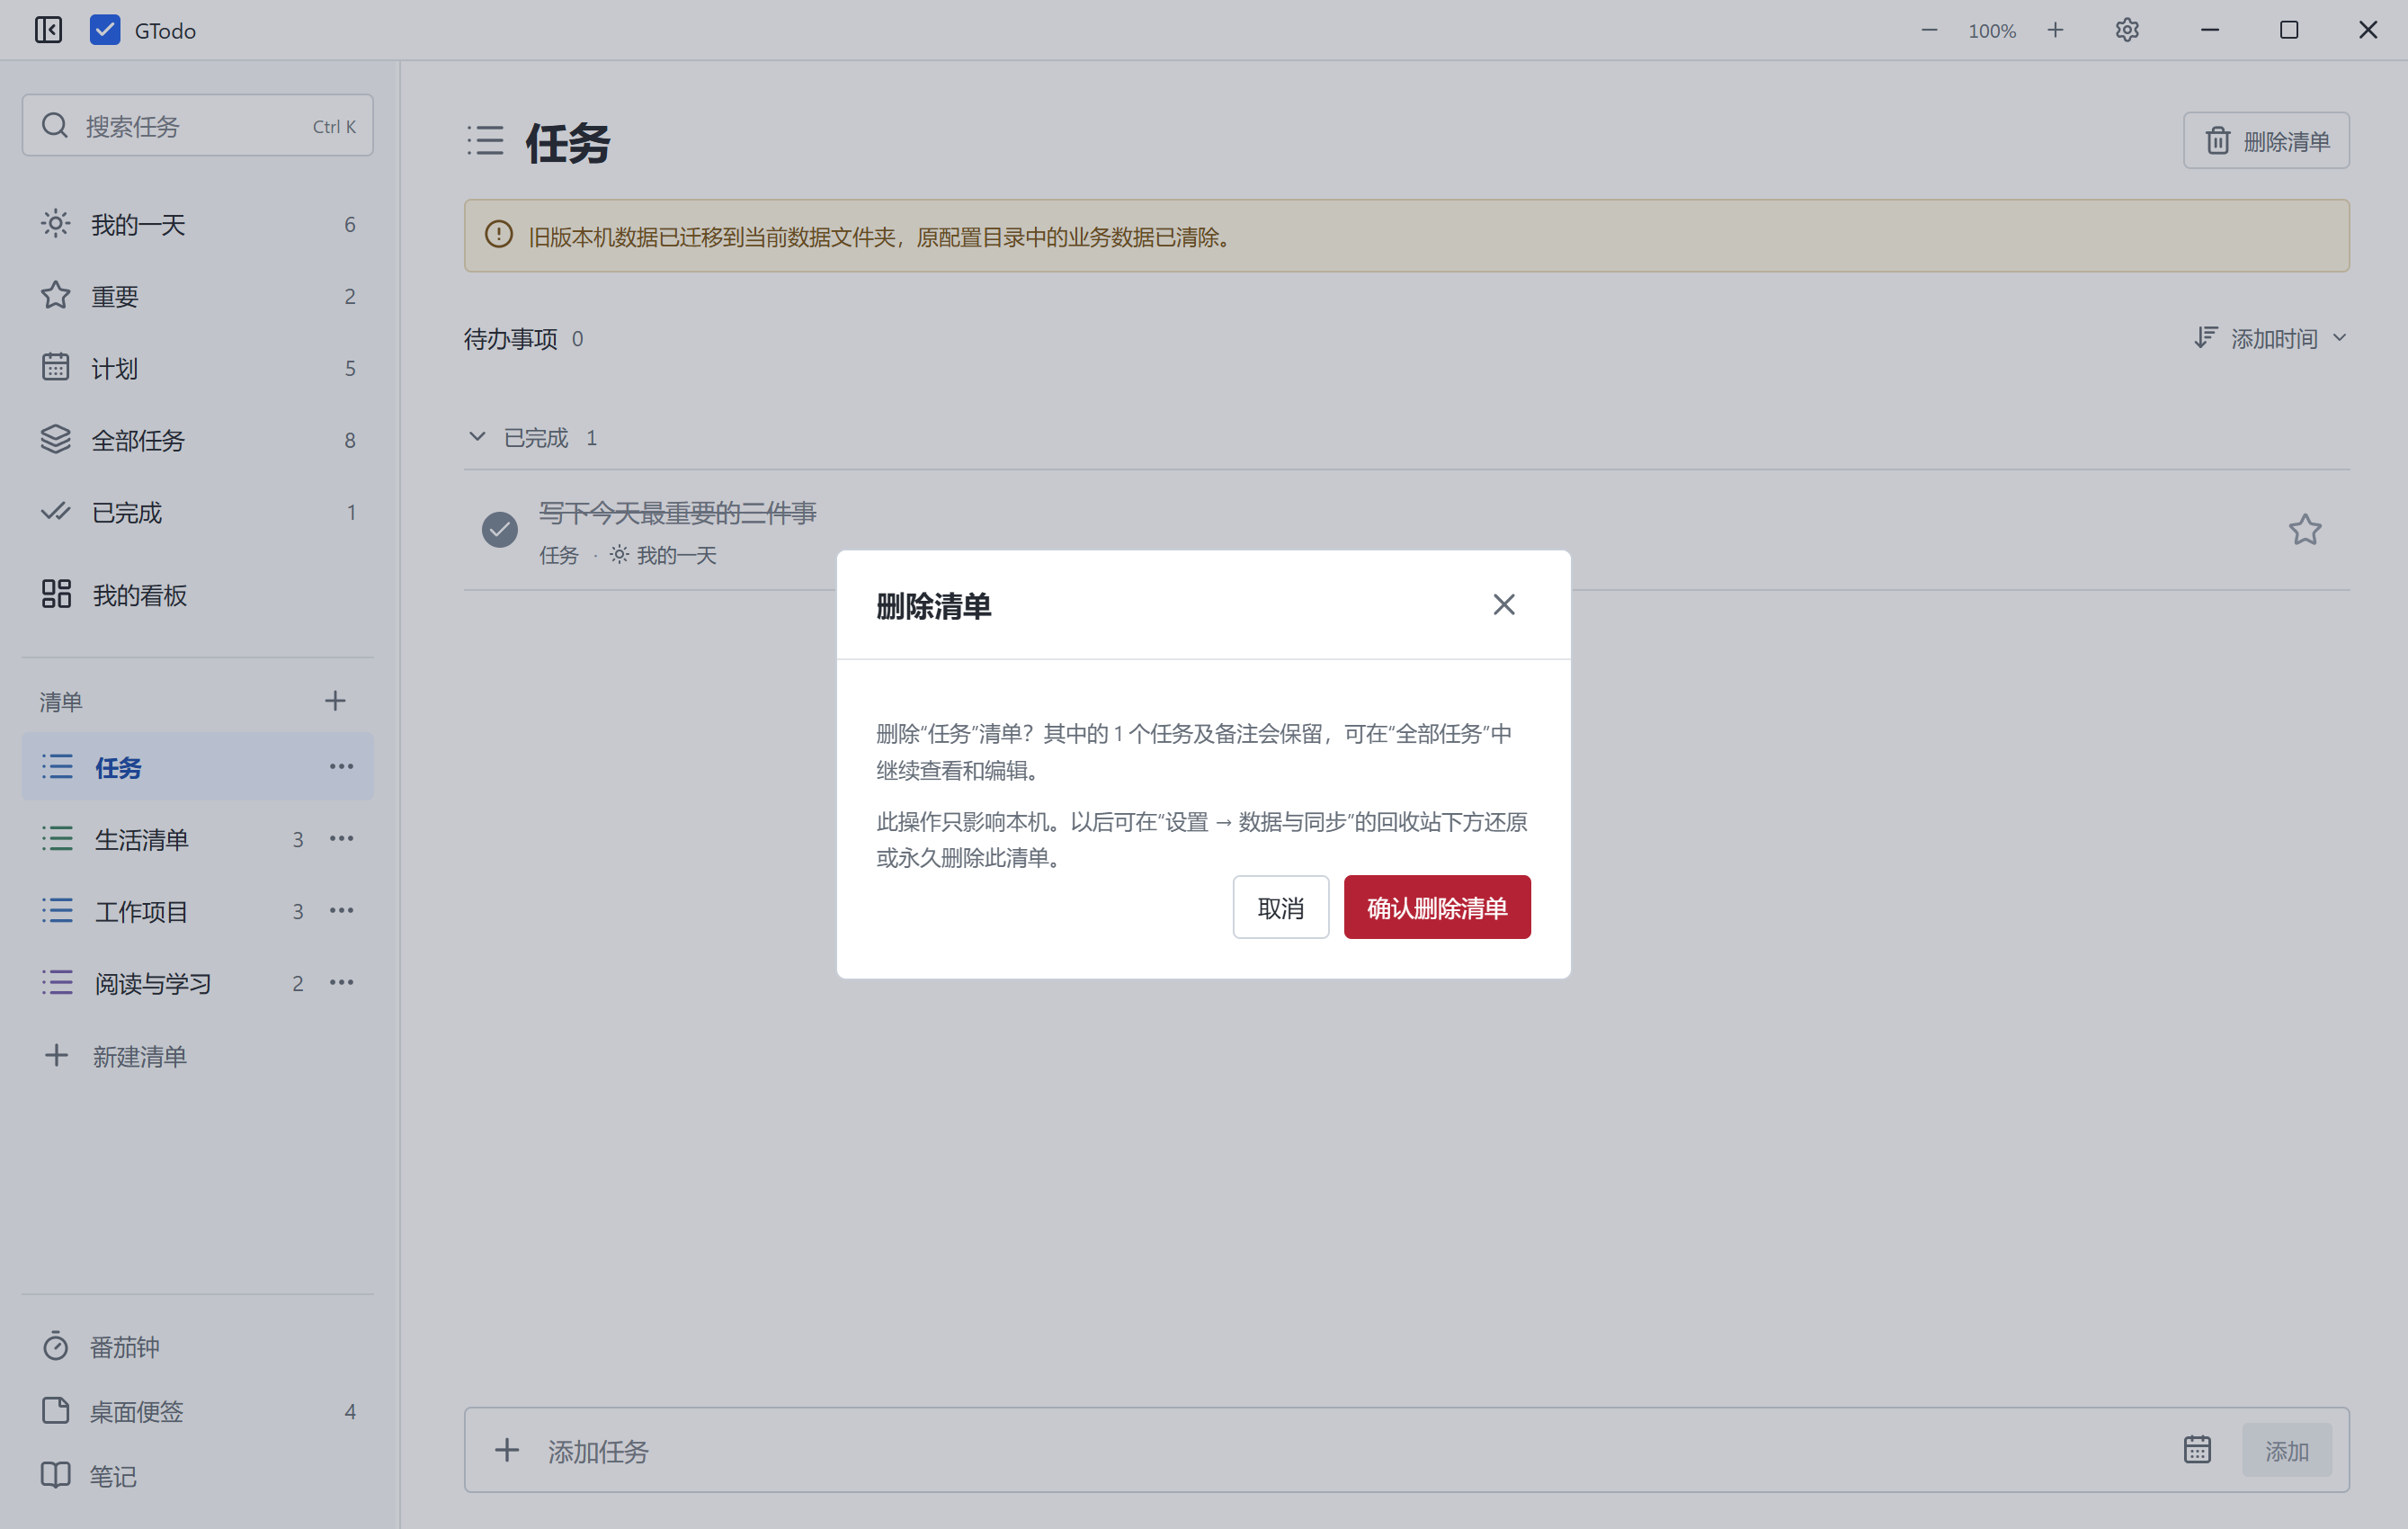 GTodo
100%
搜索任务 Ctrl K
我的一天 6
重要 2
计划 5
全部任务 8
已完成 1
我的看板
清单
任务
生活清单 3
工作项目 3
阅读与学习 2
新建清单
番茄钟
桌面便签 4
笔记
任务
删除清单
旧版本机数据已迁移到当前数据文件夹，原配置目录中的业务数据已清除。
待办事项 0
添加时间
已完成 1
写下今天最重要的三件事
任务 · 我的一天
删除清单
删除“任务”清单？其中的 1 个任务及备注会保留，可在“全部任务”中
继续查看和编辑。
此操作只影响本机。以后可在“设置 → 数据与同步”的回收站下方还原
或永久删除此清单。
取消
确认删除清单
添加任务
添加